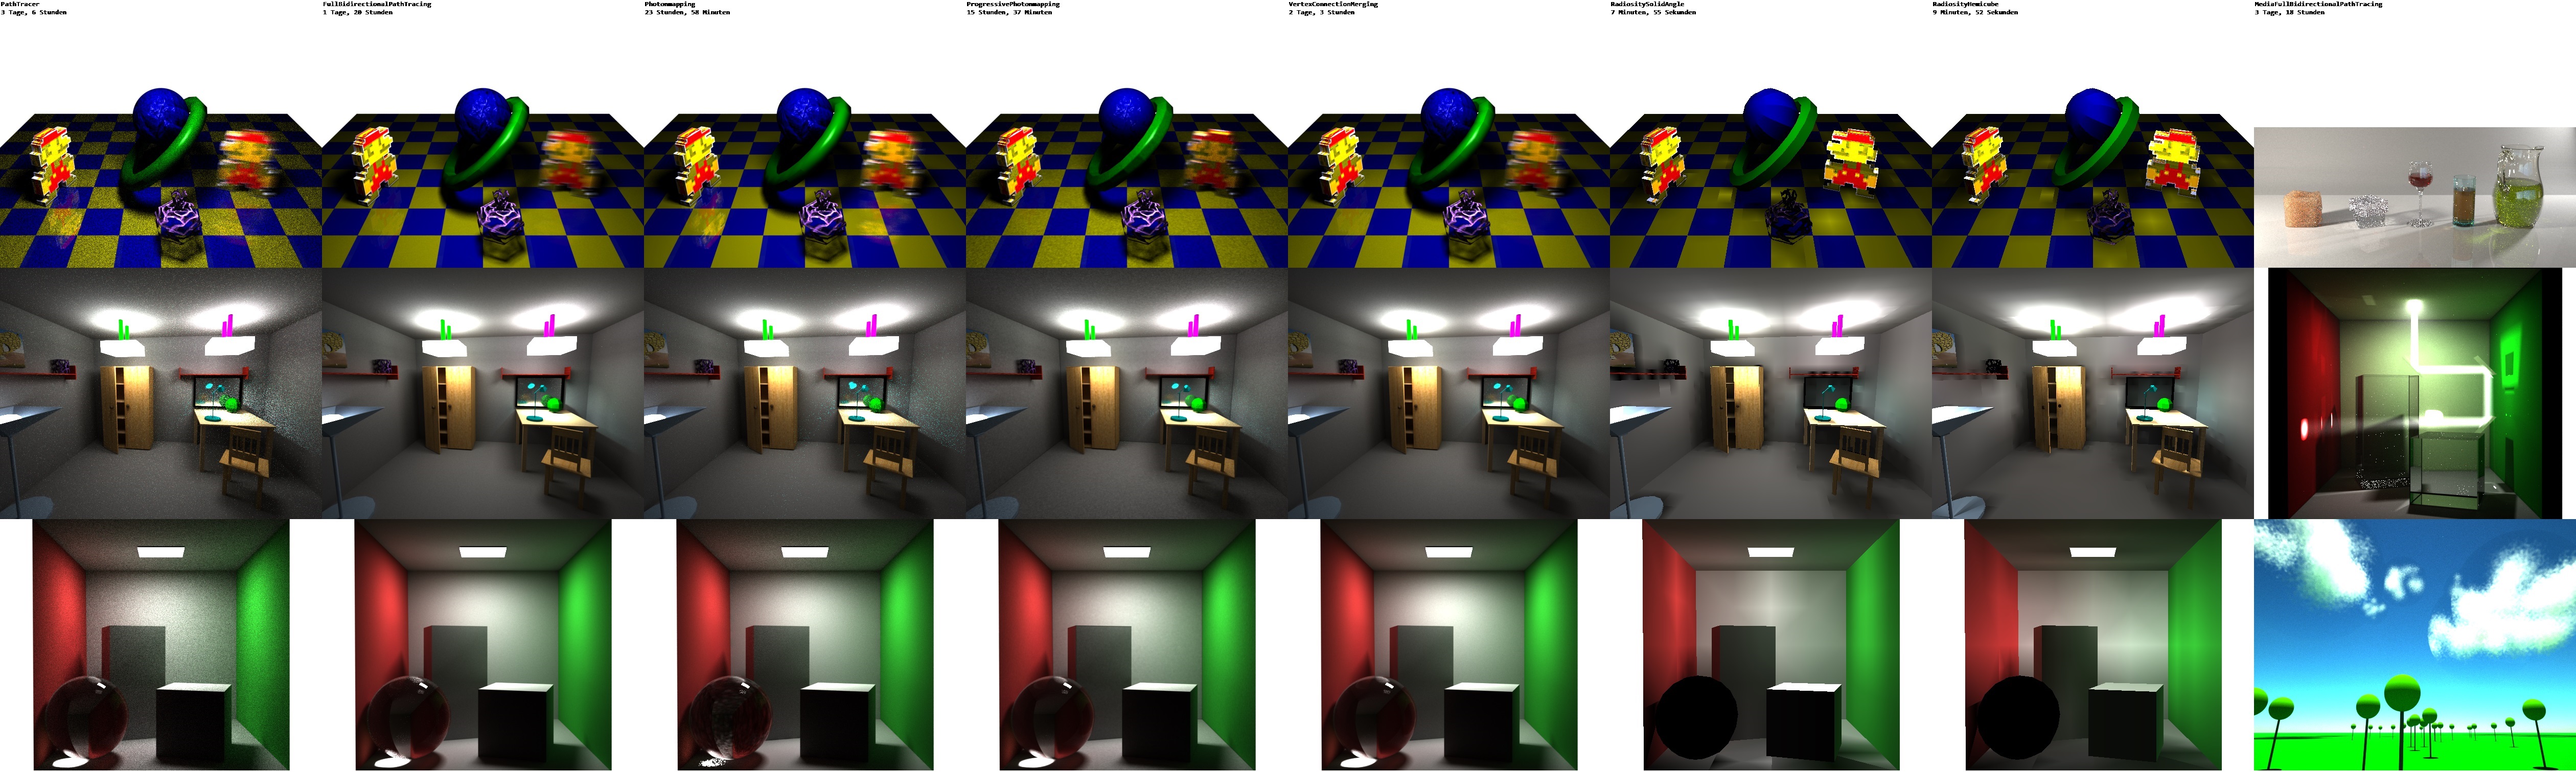 PathTracer
3 Tage, 6 Stunden
FullBidirectionalPathTracing
1 Tage, 20 Stunden
Photonmapping
23 Stunden, 58 Minuten
ProgressivePhotonmapping
15 Stunden, 37 Minuten
VertexConnectionMerging
2 Tage, 3 Stunden
RadiositySolidAngle
7 Minuten, 55 Sekunden
RadiosityHemicube
9 Minuten, 52 Sekunden
MediaFullBidirectionalPathTracing
3 Tage, 18 Stunden